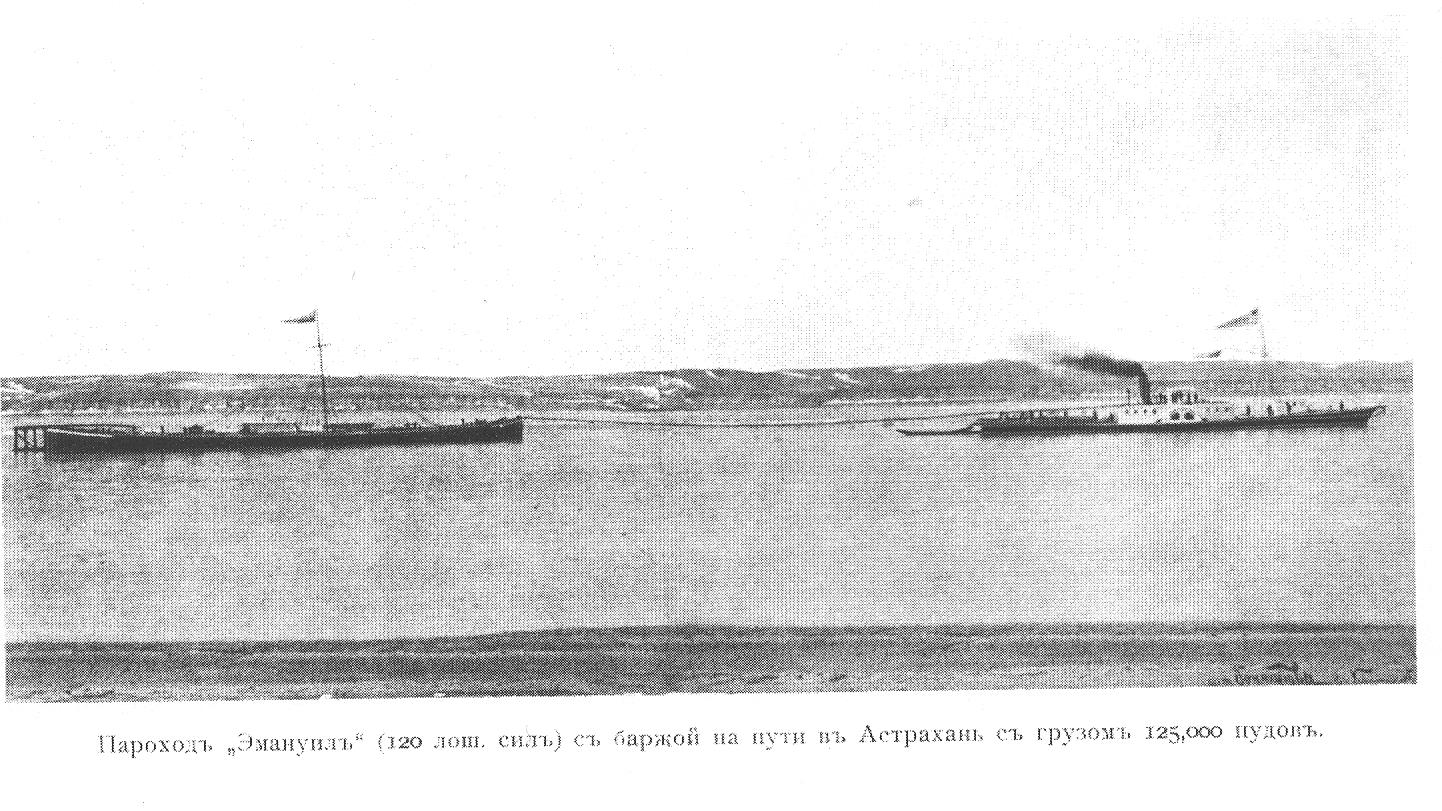 Пароходъ „Эмануилъ“ (120 лош. силъ) съ баржой на пути въ Астрахань съ грузомъ 125,000 пудовъ.